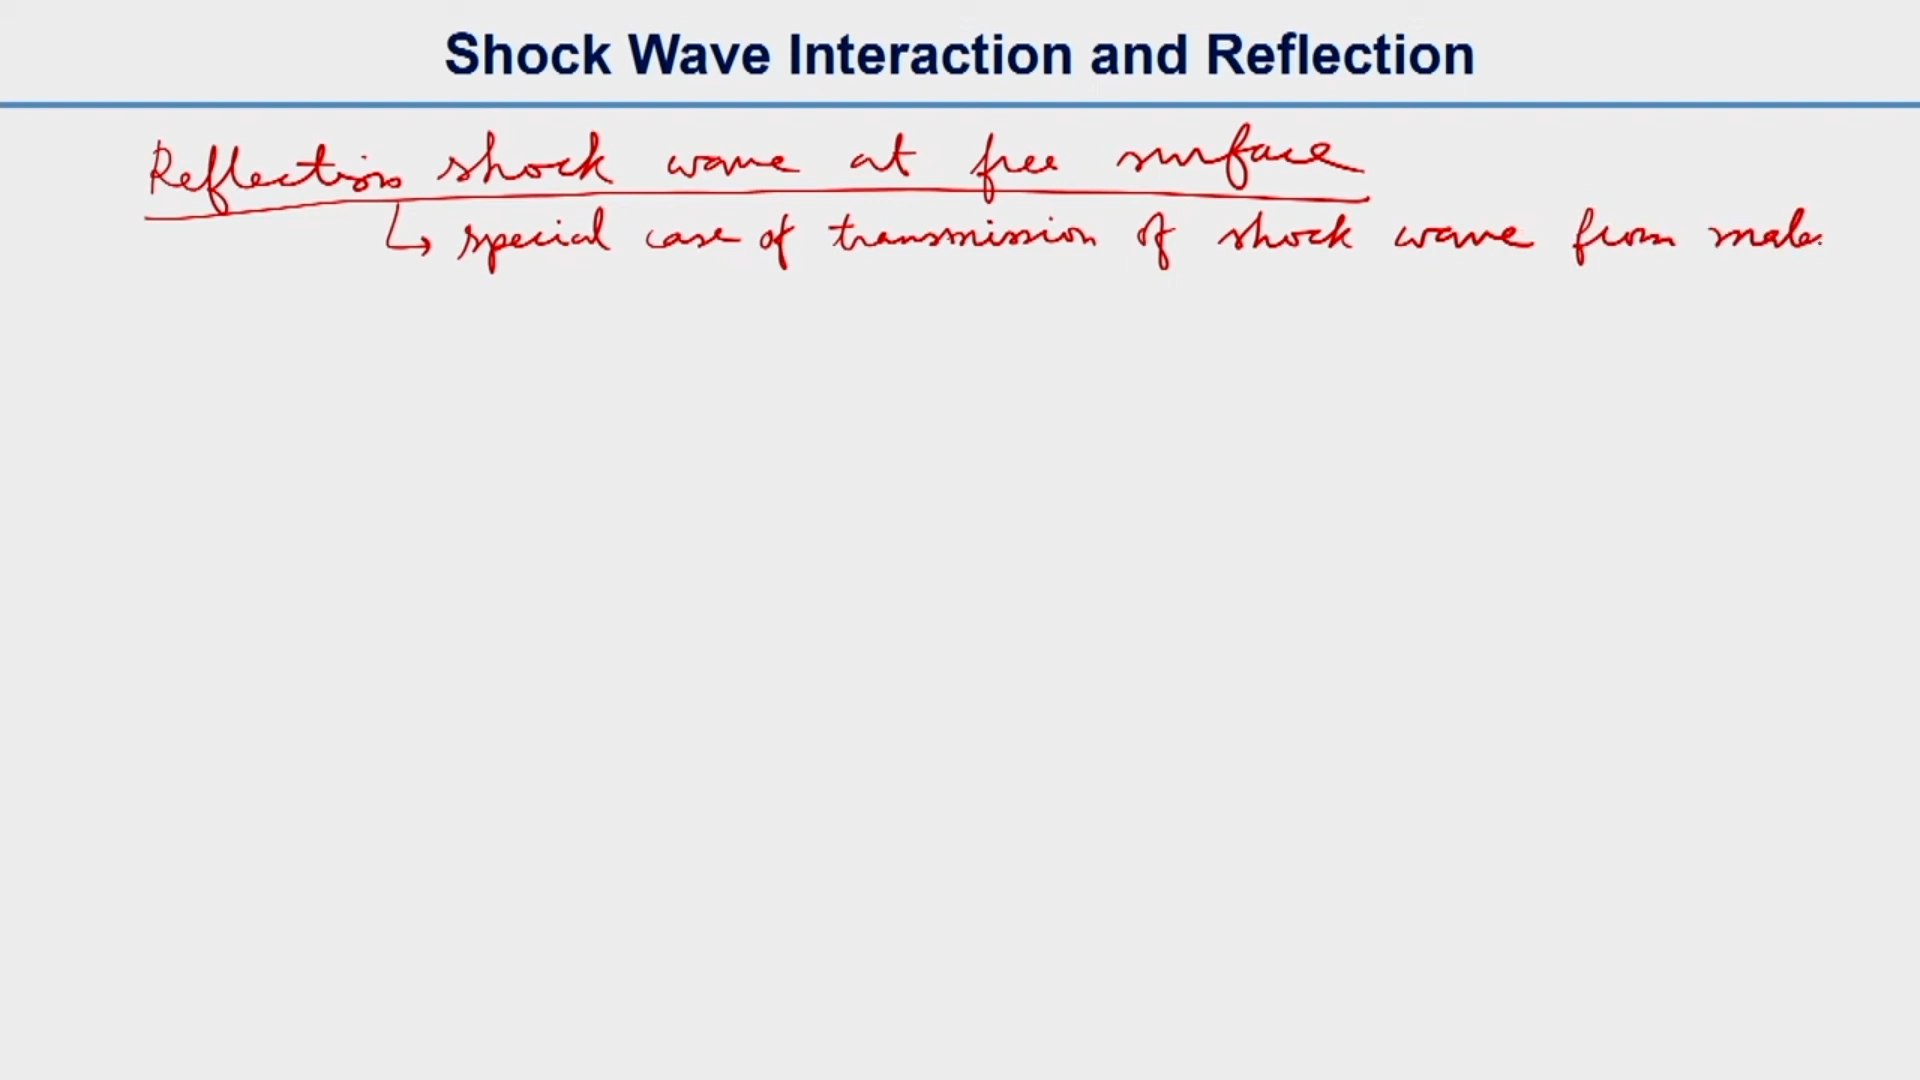 Shock Wave Interaction and Reflection
Reflection shock wave at free surface
↳ special case of transmission of shock wave from mate